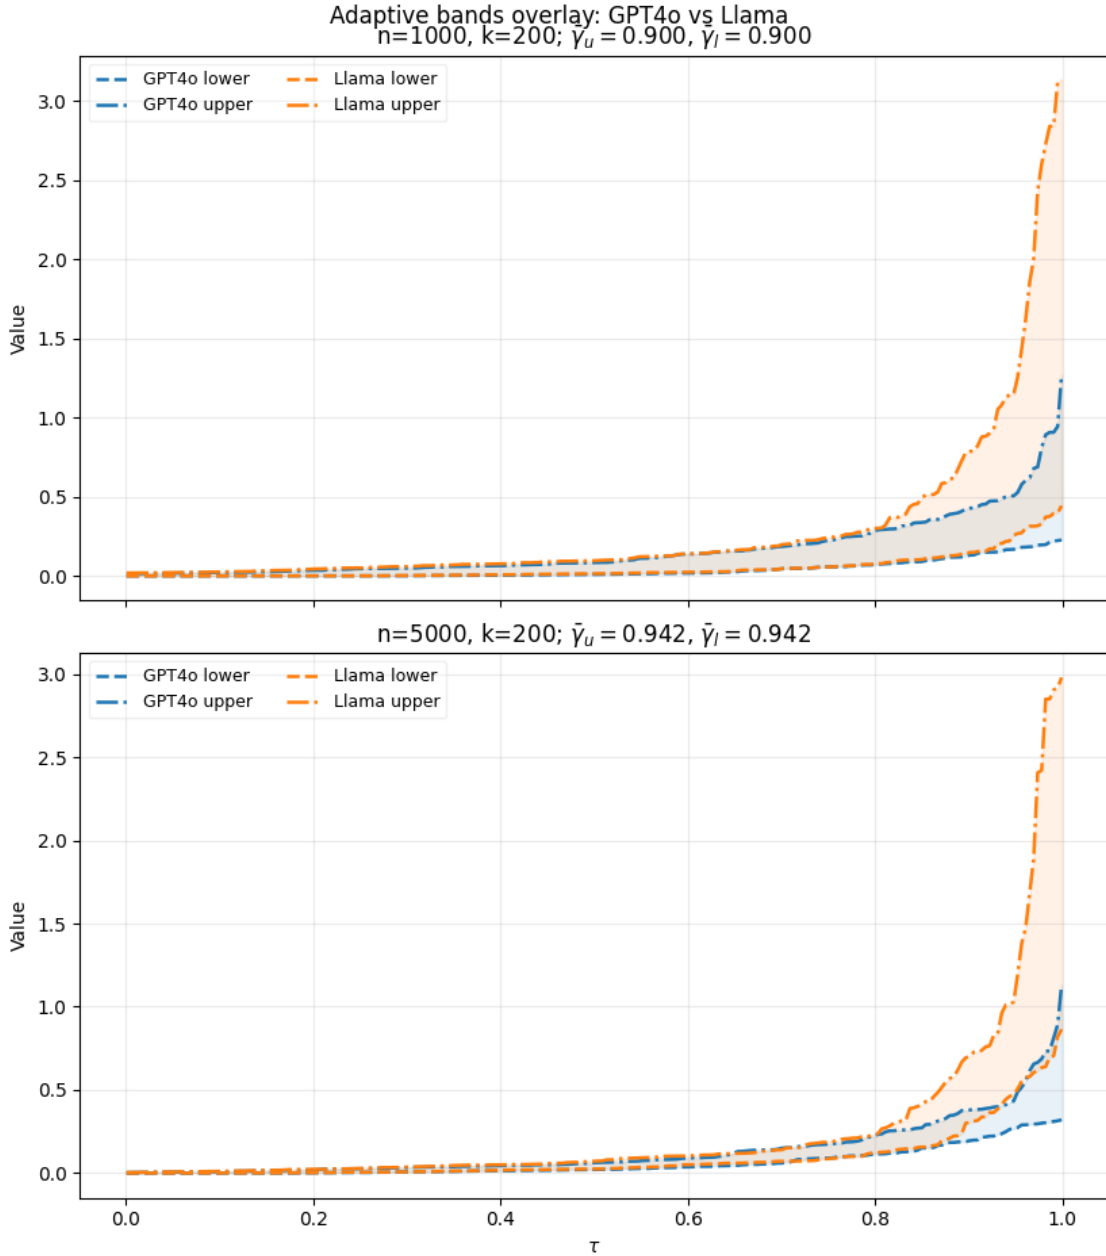 Adaptive bands overlay: GPT4o vs Llama
n=1000, k=200; γ̄ᵤ = 0.900, γ̄ₗ = 0.900
GPT4o lower
GPT4o upper
Llama lower
Llama upper
3.0
2.5
2.0
1.5
1.0
0.5
0.0
Value
n=5000, k=200; γ̄ᵤ = 0.942, γ̄ₗ = 0.942
GPT4o lower
GPT4o upper
Llama lower
Llama upper
3.0
2.5
2.0
1.5
1.0
0.5
0.0
Value
0.0 0.2 0.4 0.6 0.8 1.0
τ